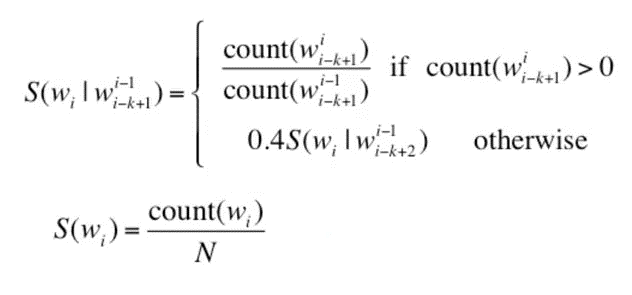 S(w_i | w_{i-k+1}^{i-1}) = { count(w_{i-k+1}^{i}) / count(w_{i-k+1}^{i-1}) if count(w_{i-k+1}^{i}) > 0
0.4S(w_i | w_{i-k+2}^{i-1}) otherwise
S(w_i) = count(w_i) / N